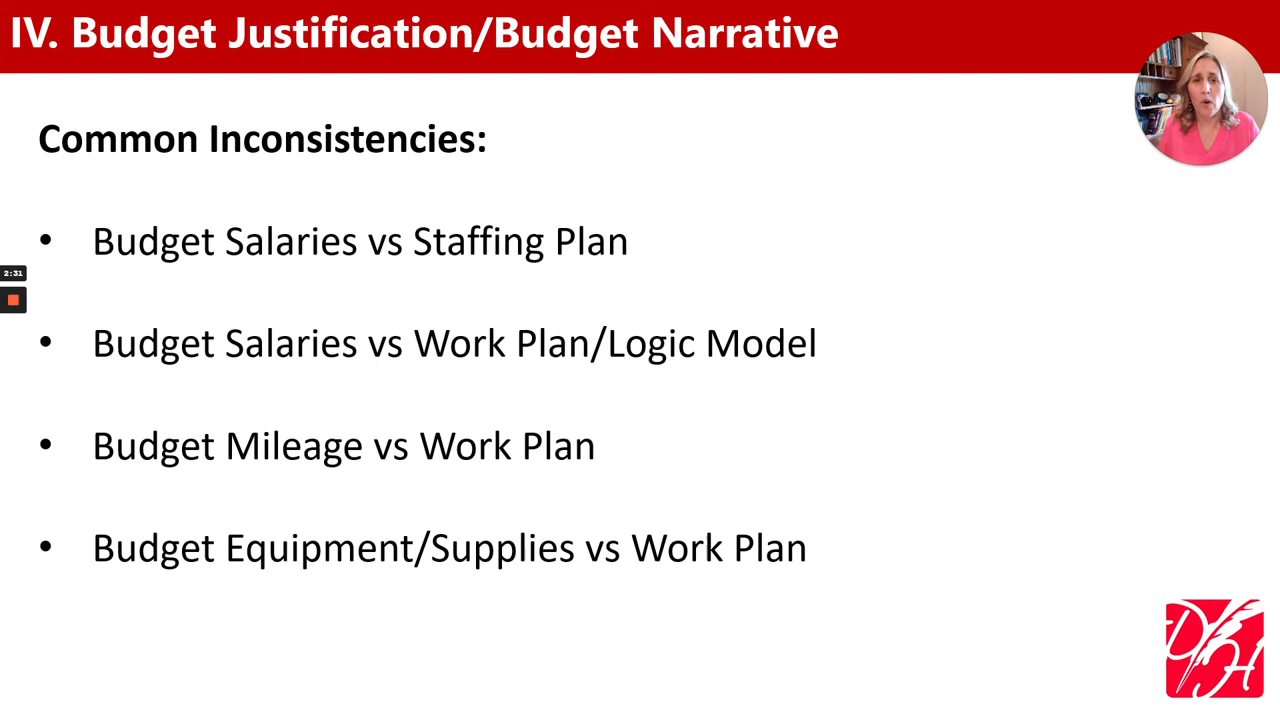 IV. Budget Justification/Budget Narrative
Common Inconsistencies:
• Budget Salaries vs Staffing Plan
2:31
• Budget Salaries vs Work Plan/Logic Model
• Budget Mileage vs Work Plan
• Budget Equipment/Supplies vs Work Plan
DH